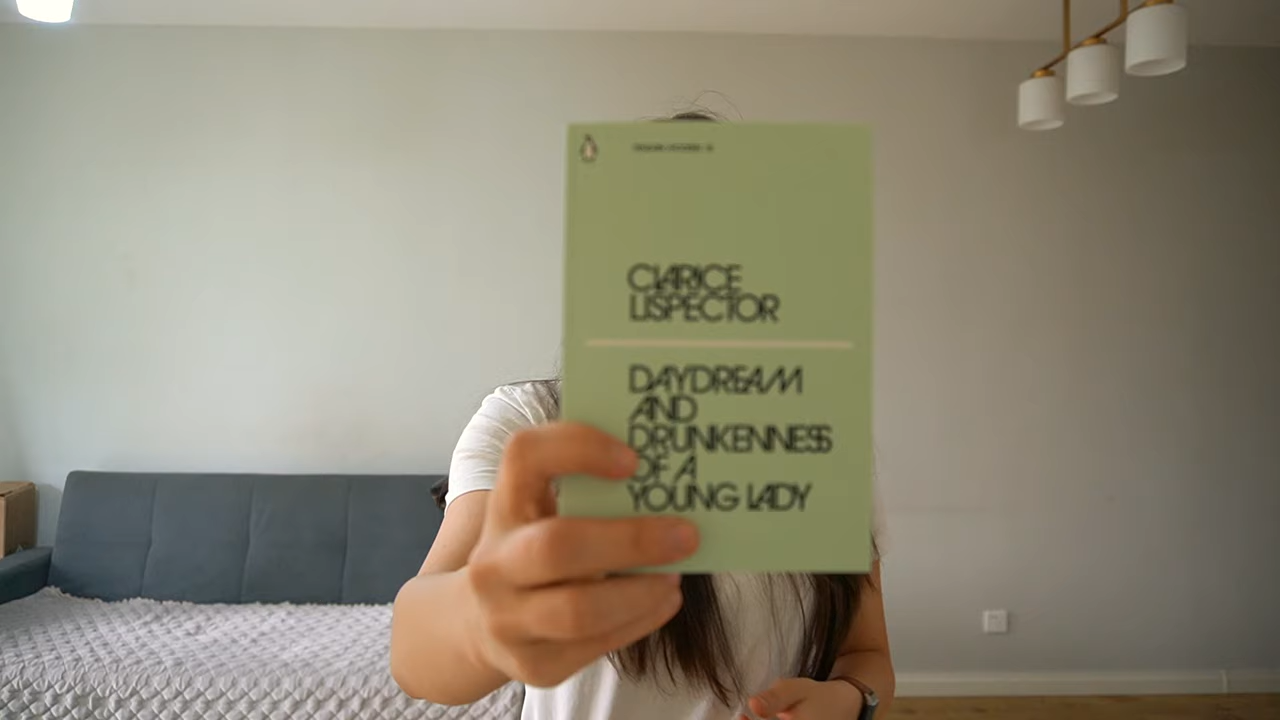 CLARICE
LISPECTOR
DAYDREAM
AND
DRUNKENNESS
OF A
YOUNG LADY